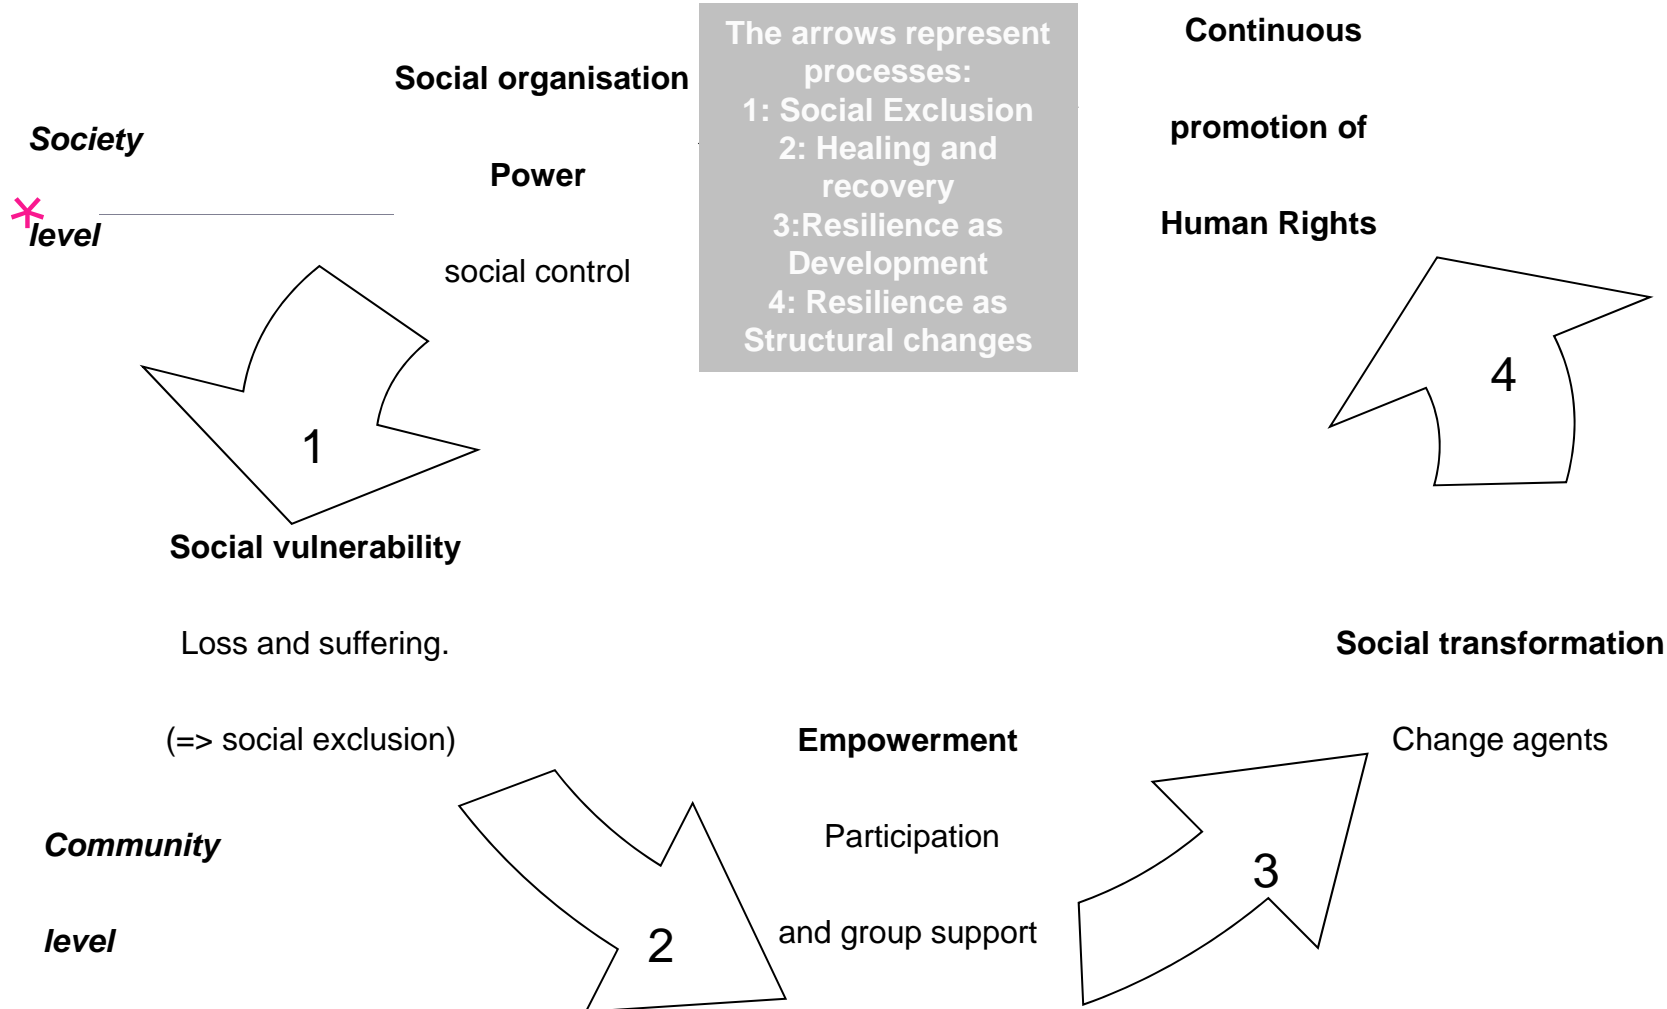 Society
level
Social organisation
Power
social control
The arrows represent
processes:
1: Social Exclusion
2: Healing and
recovery
3:Resilience as
Development
4: Resilience as
Structural changes
Continuous
promotion of
Human Rights
1
4
Social vulnerability
Loss and suffering.
(=> social exclusion)
Community
level
2
Empowerment
Participation
and group support
3
Social transformation
Change agents